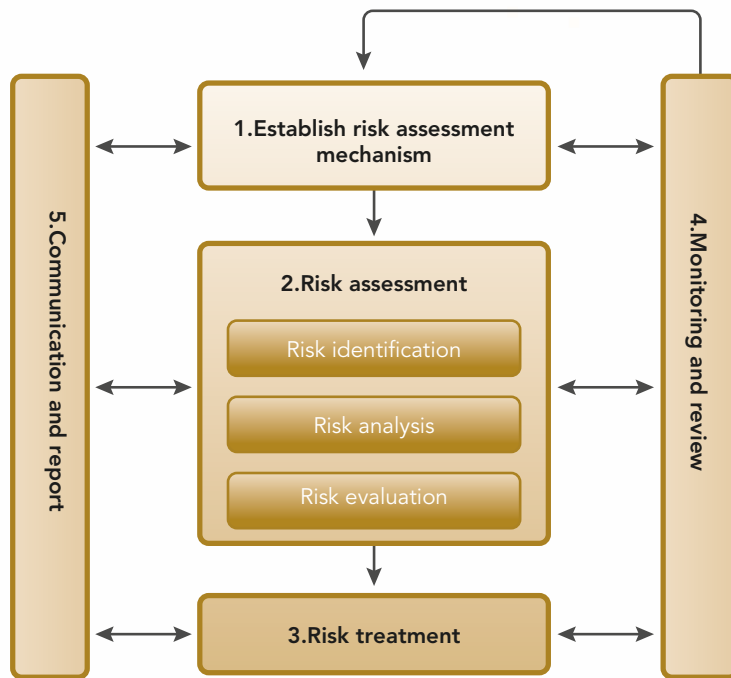 1.Establish risk assessment
mechanism
2.Risk assessment
Risk identification
Risk analysis
Risk evaluation
3.Risk treatment
4.Monitoring and review
5.Communication and report